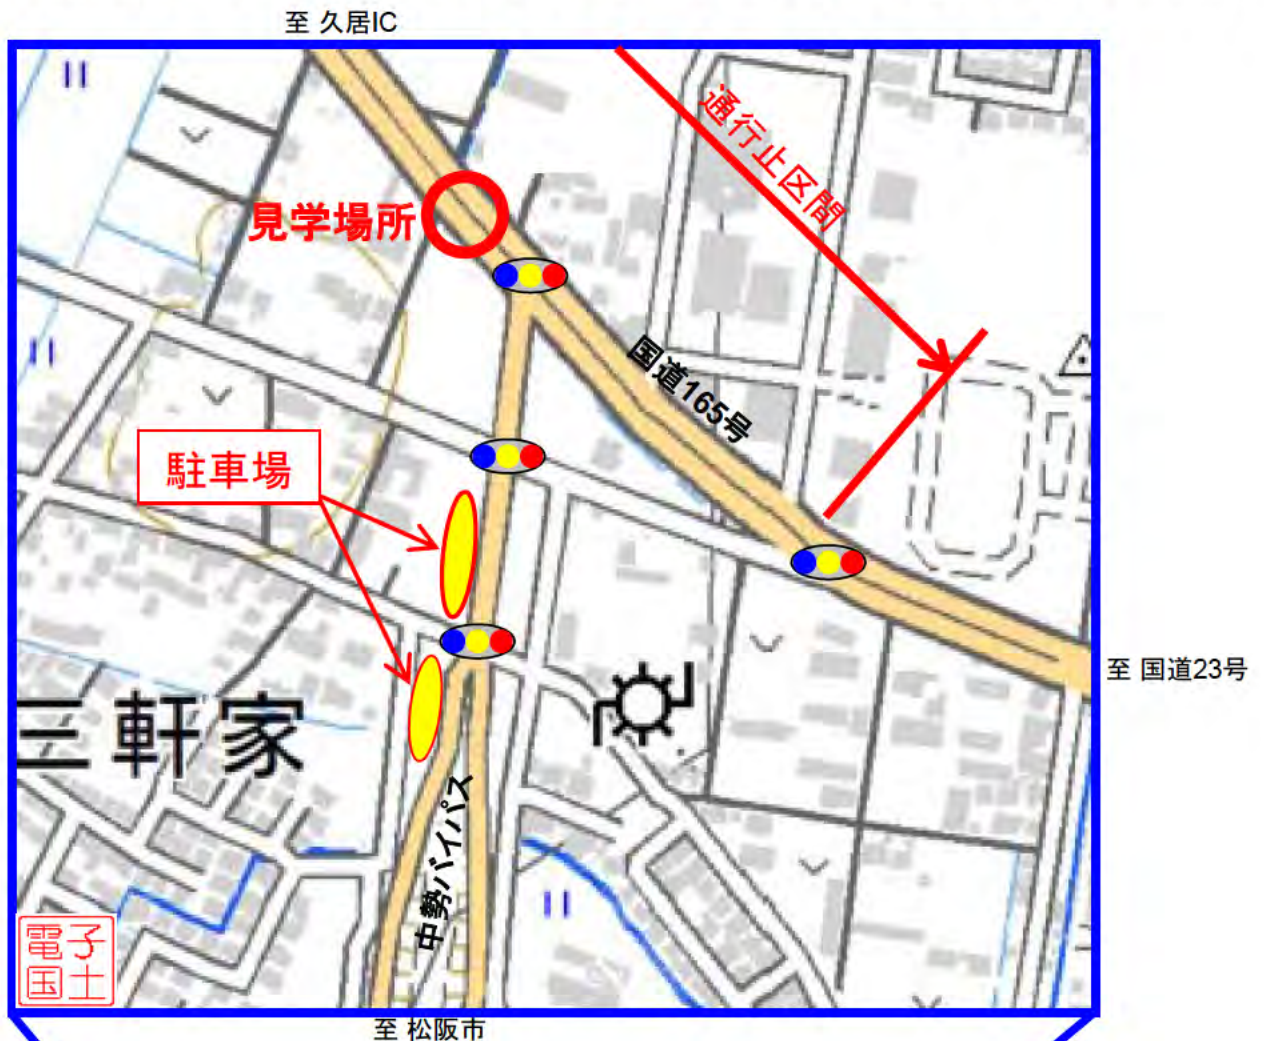 至 久居IC
通行止区間
見学場所
国道165号
駐車場
至 国道23号
三軒家
中勢バイパス
電子
国土
至 松阪市